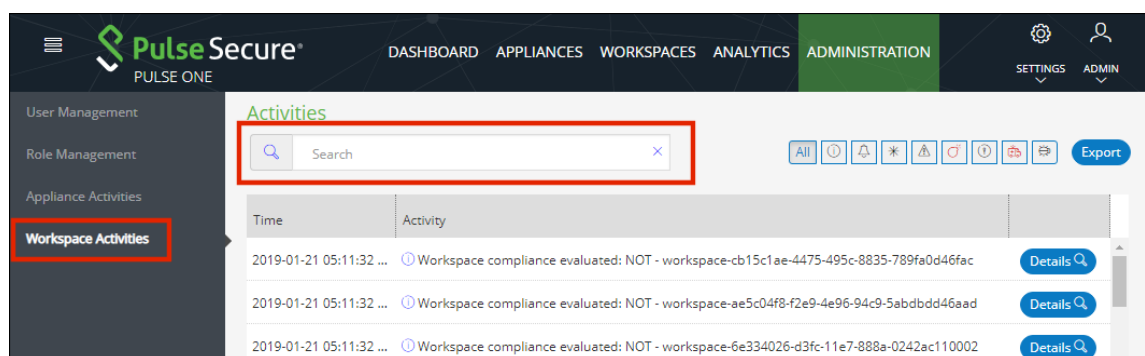 Pulse Secure®
PULSE ONE
DASHBOARD APPLIANCES WORKSPACES ANALYTICS ADMINISTRATION
SETTINGS ADMIN
User Management
Role Management
Appliance Activities
Workspace Activities
Activities
Search
All Export
Time Activity
2019-01-21 05:11:32 ... Workspace compliance evaluated: NOT - workspace-cb15c1ae-4475-495c-8835-789fa0d46fac Details
2019-01-21 05:11:32 ... Workspace compliance evaluated: NOT - workspace-ae5c04f8-f2e9-4e96-94c9-5abdbdd46aad Details
2019-01-21 05:11:32 ... Workspace compliance evaluated: NOT - workspace-6e334026-d3fc-11e7-888a-0242ac110002 Details